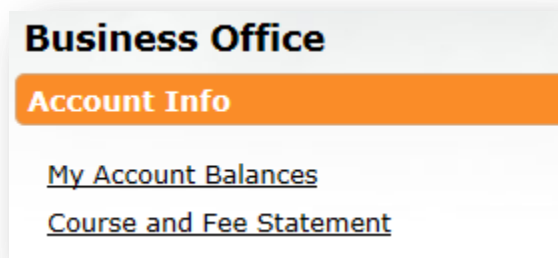 Business Office
Account Info
My Account Balances
Course and Fee Statement